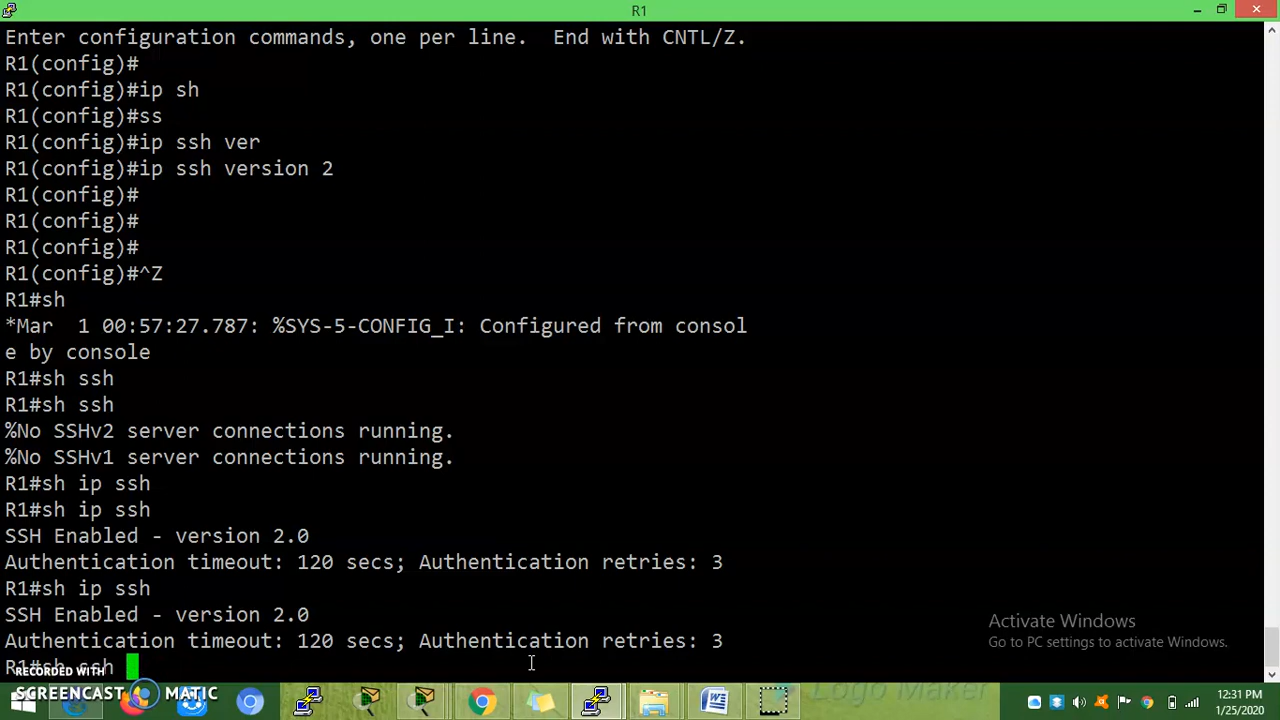 R1
Enter configuration commands, one per line.  End with CNTL/Z.
R1(config)#
R1(config)#ip sh
R1(config)#ss
R1(config)#ip ssh ver
R1(config)#ip ssh version 2
R1(config)#
R1(config)#
R1(config)#
R1(config)#^Z
R1#sh
*Mar  1 00:57:27.787: %SYS-5-CONFIG_I: Configured from consol
e by console
R1#sh ssh
R1#sh ssh
%No SSHv2 server connections running.
%No SSHv1 server connections running.
R1#sh ip ssh
R1#sh ip ssh
SSH Enabled - version 2.0
Authentication timeout: 120 secs; Authentication retries: 3
R1#sh ip ssh
SSH Enabled - version 2.0
Authentication timeout: 120 secs; Authentication retries: 3
R1#sh ssh
Activate Windows
Go to PC settings to activate Windows.
RECORDED WITH
SCREENCAST MATIC
Logo Maker
12:31 PM
1/25/2020